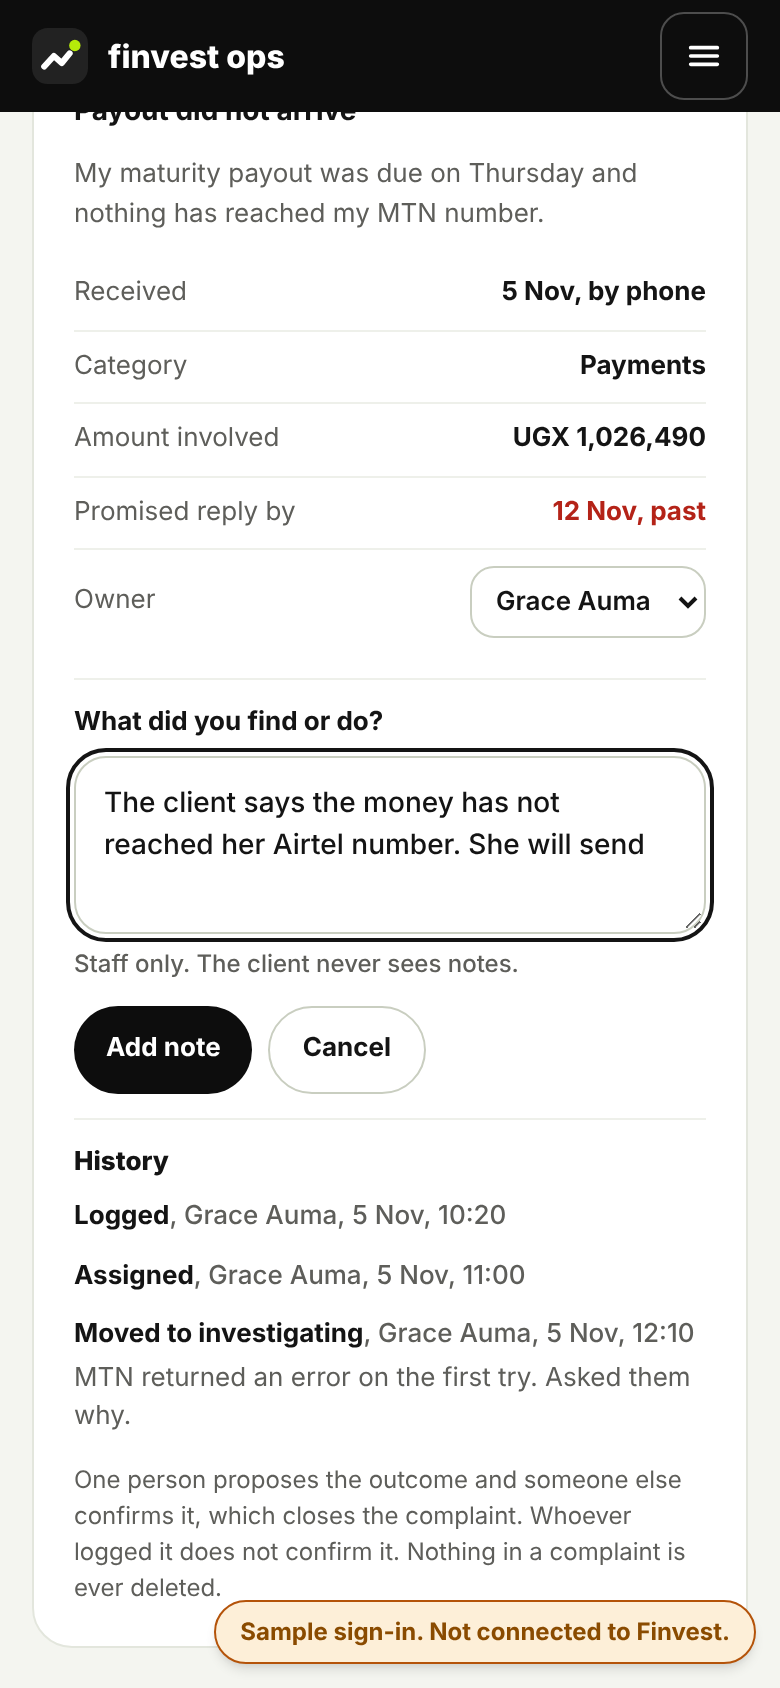 finvest ops
Payout did not arrive
My maturity payout was due on Thursday and
nothing has reached my MTN number.
Received 5 Nov, by phone
Category Payments
Amount involved UGX 1,026,490
Promised reply by 12 Nov, past
Owner Grace Auma
What did you find or do?
The client says the money has not
reached her Airtel number. She will send
Staff only. The client never sees notes.
Add note Cancel
History
Logged, Grace Auma, 5 Nov, 10:20
Assigned, Grace Auma, 5 Nov, 11:00
Moved to investigating, Grace Auma, 5 Nov, 12:10
MTN returned an error on the first try. Asked them
why.
One person proposes the outcome and someone else
confirms it, which closes the complaint. Whoever
logged it does not confirm it. Nothing in a complaint is
ever deleted.
Sample sign-in. Not connected to Finvest.